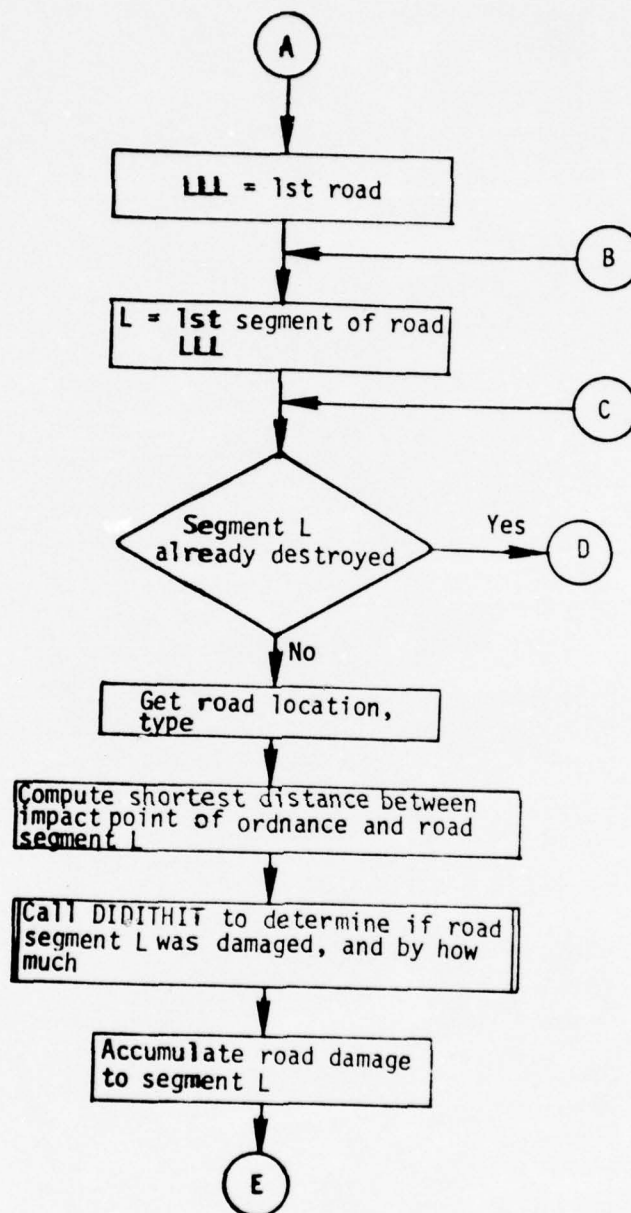 A
LLL = 1st road
B
L = 1st segment of road
LLL
C
Segment L
already destroyed
Yes
D
No
Get road location,
type
Compute shortest distance between
impact point of ordnance and road
segment L
Call DIDITHIT to determine if road
segment L was damaged, and by how
much
Accumulate road damage
to segment L
E